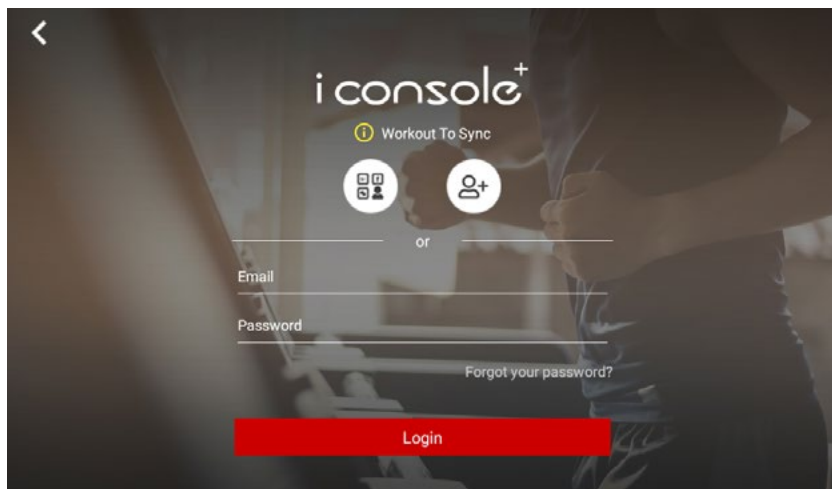 i console+
Workout To Sync
or
Email
Password
Forgot your password?
Login